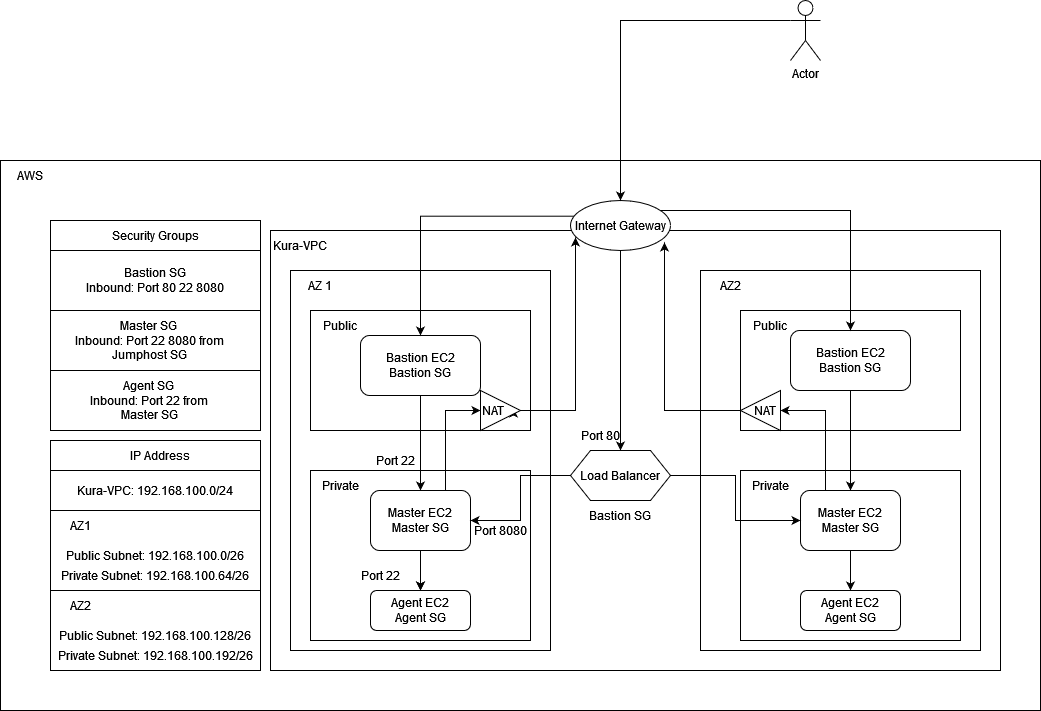 Actor
AWS
Internet Gateway
Security Groups
Bastion SG
Inbound: Port 80 22 8080
Master SG
Inbound: Port 22 8080 from
Jumphost SG
Agent SG
Inbound: Port 22 from
Master SG
IP Address
Kura-VPC: 192.168.100.0/24
AZ1
Public Subnet: 192.168.100.0/26
Private Subnet: 192.168.100.64/26
AZ2
Public Subnet: 192.168.100.128/26
Private Subnet: 192.168.100.192/26
Kura-VPC
AZ 1
Public
Bastion EC2
Bastion SG
NAT
Port 22
Private
Master EC2
Master SG
Port 22
Agent EC2
Agent SG
Port 80
Load Balancer
Bastion SG
Port 8080
AZ2
Public
Bastion EC2
Bastion SG
NAT
Private
Master EC2
Master SG
Agent EC2
Agent SG